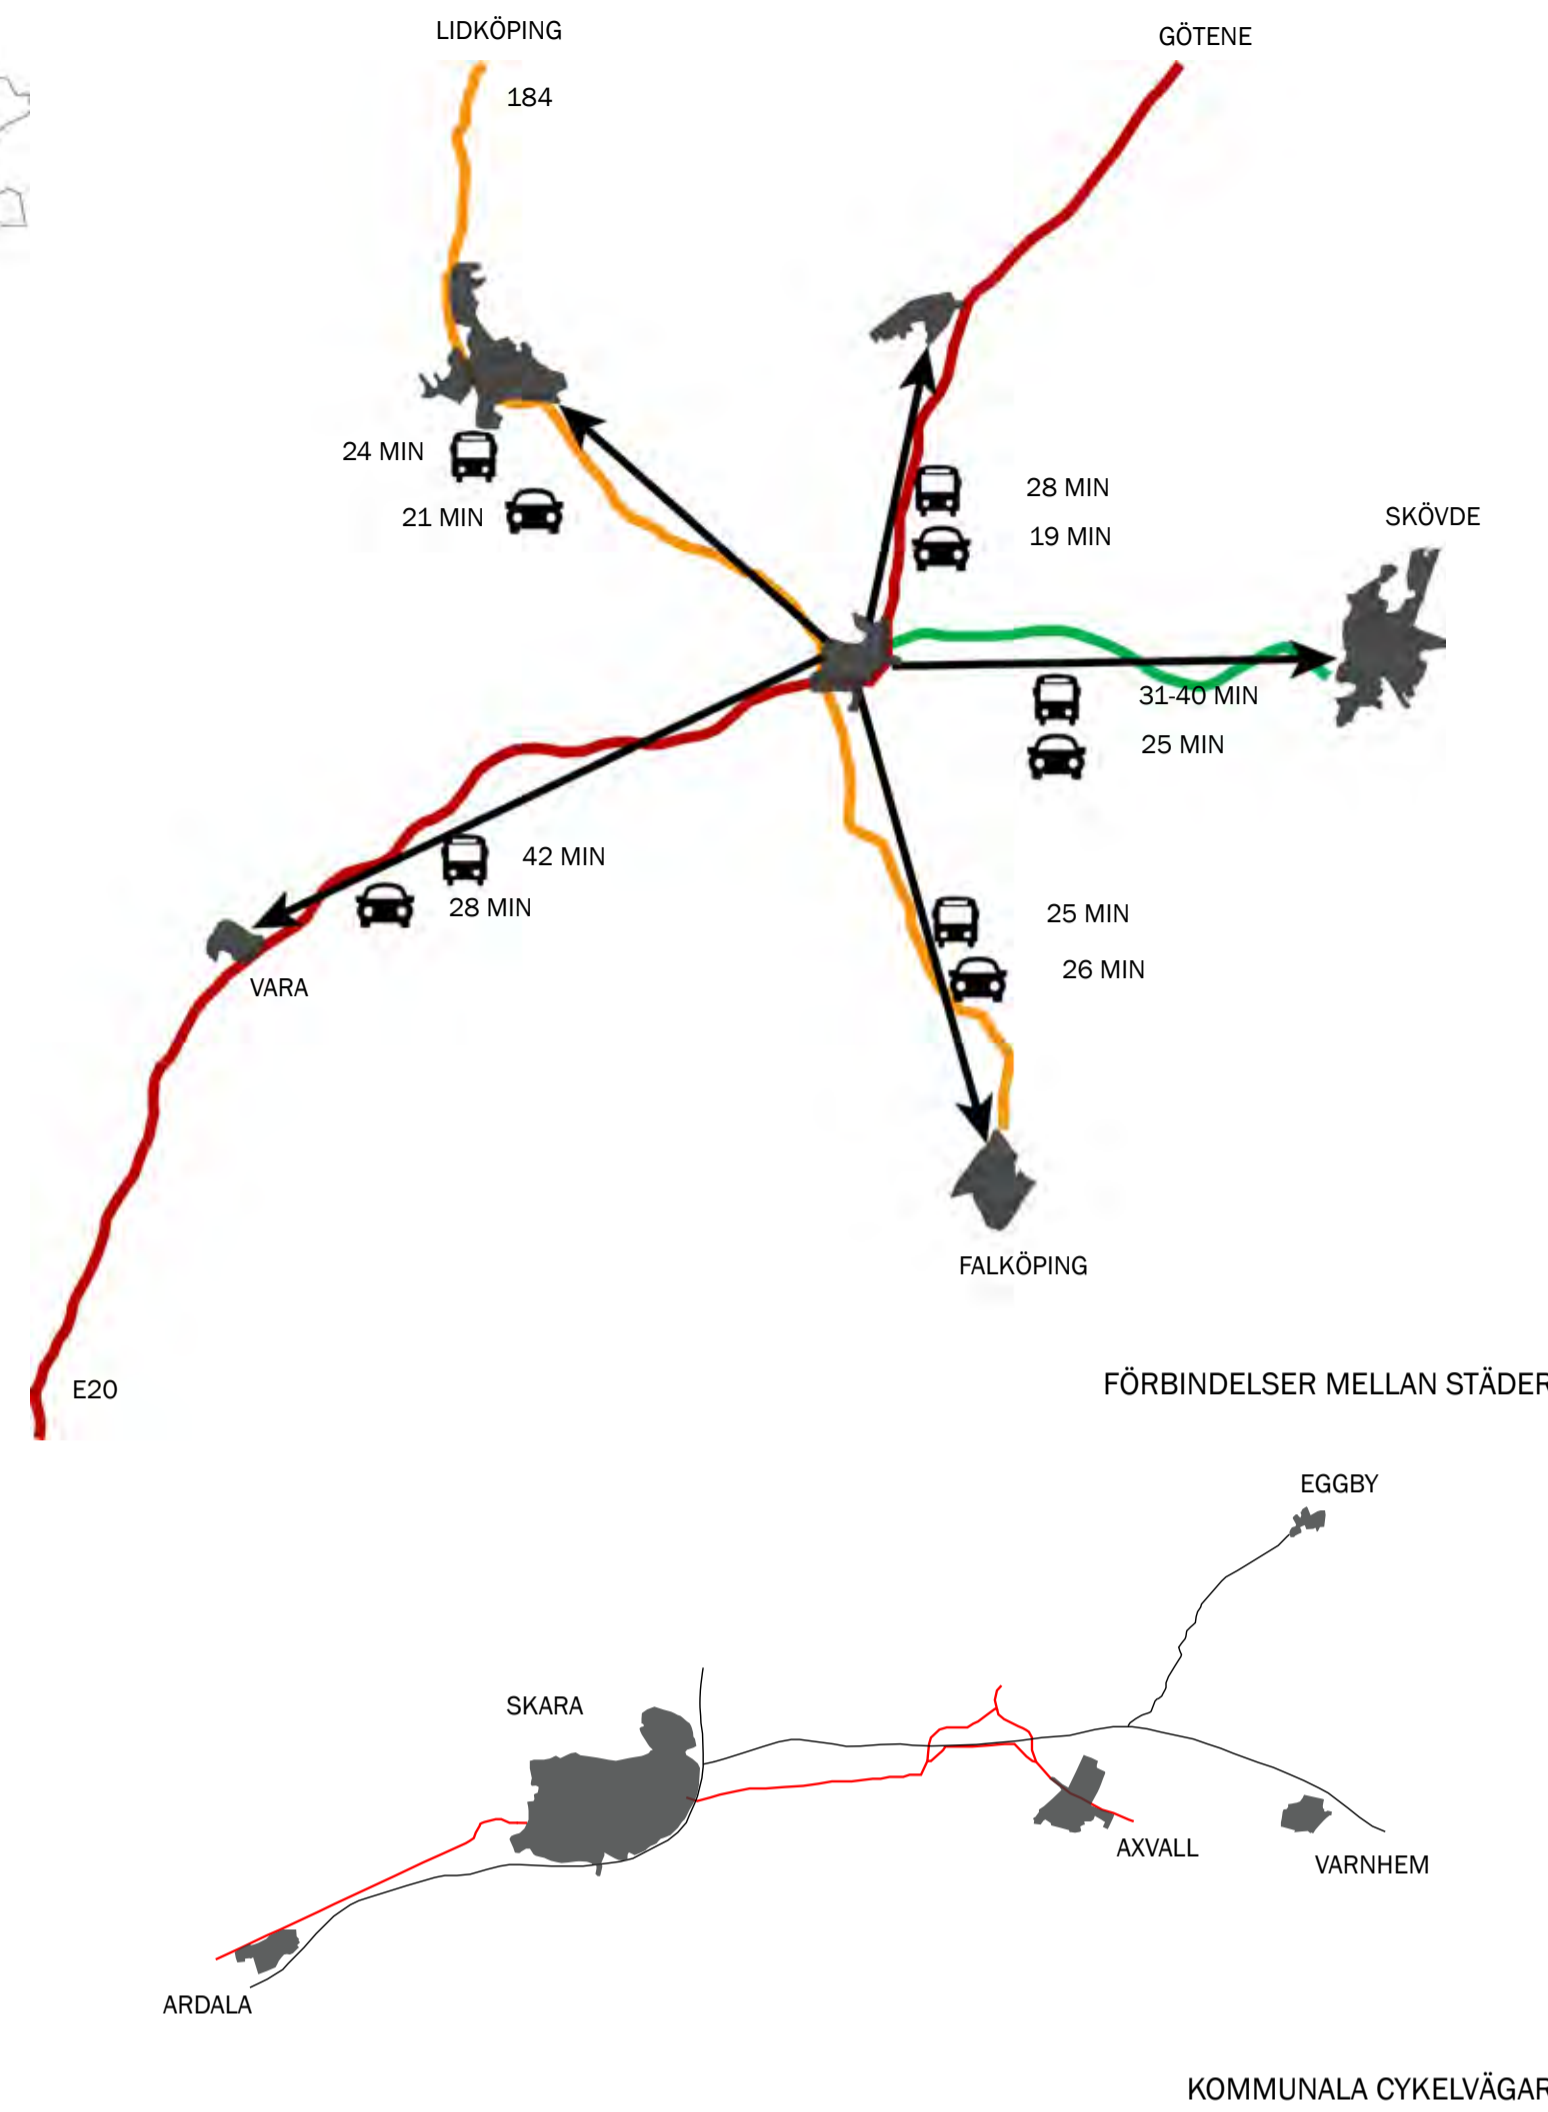 LIDKÖPING
GÖTENE
184
24 MIN
21 MIN
28 MIN
19 MIN
SKÖVDE
31-40 MIN
25 MIN
42 MIN
28 MIN
VARA
25 MIN
26 MIN
FALKÖPING
E20
FÖRBINDELSER MELLAN STÄDER
EGGBY
SKARA
AXVALL
VARNHEM
ARDALA
KOMMUNALA CYKELVÄGAR